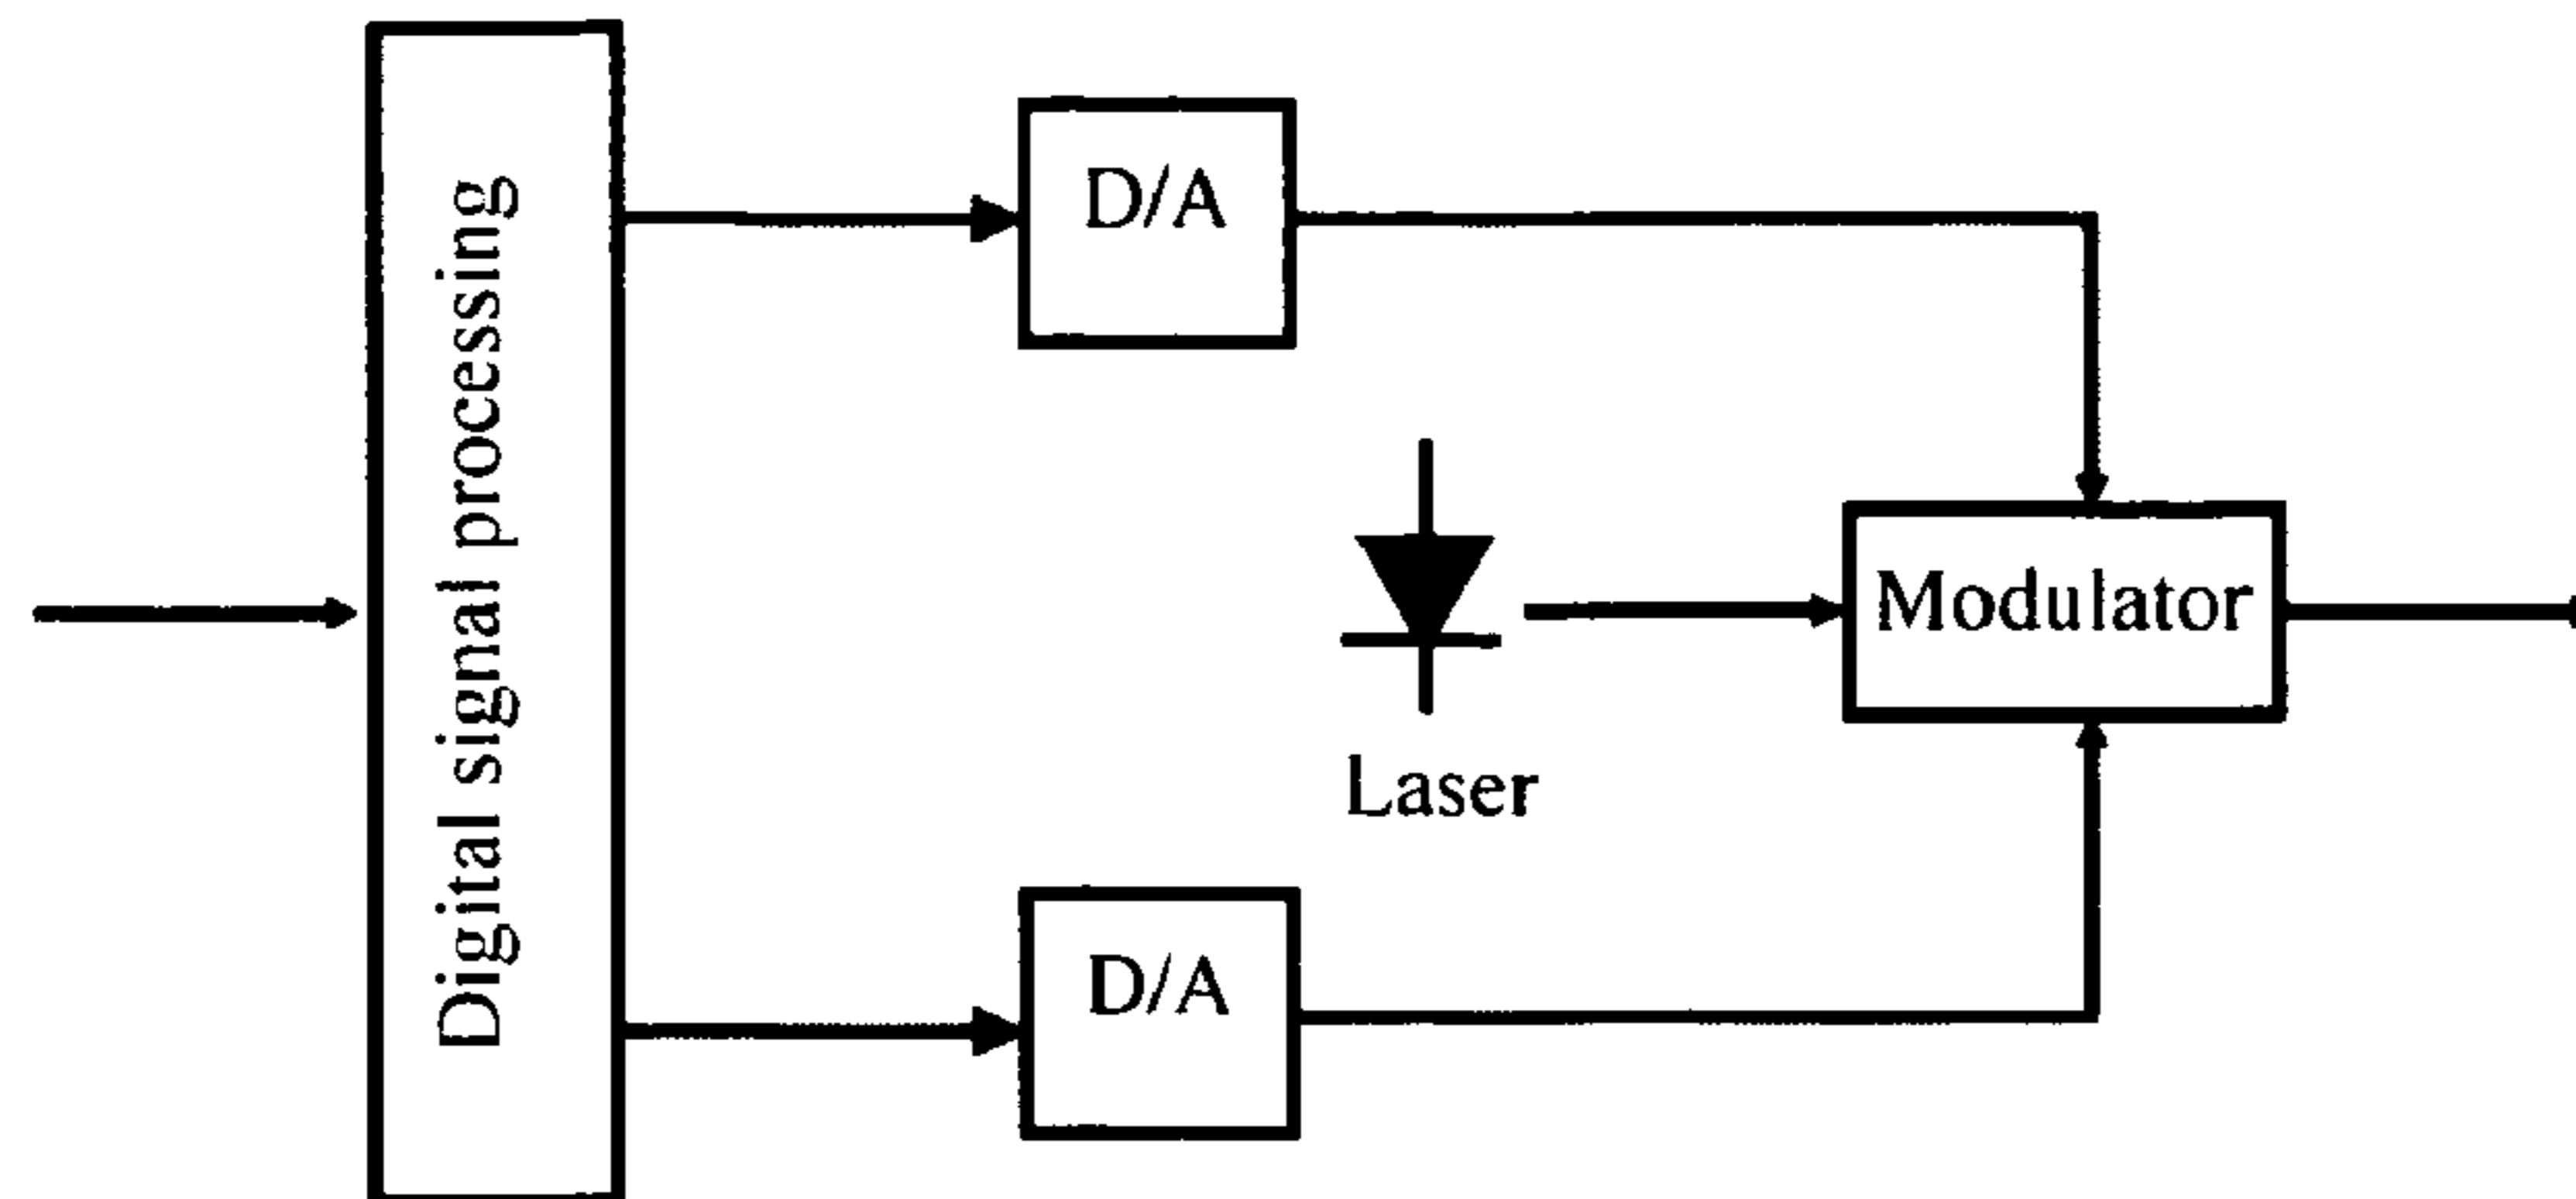 Digital signal processing
D/A
Modulator
Laser
D/A